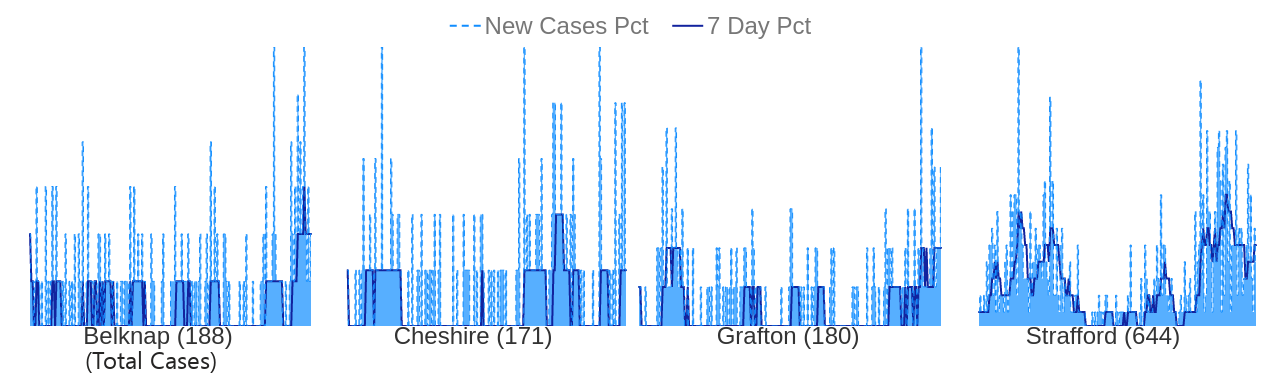 New Cases Pct 7 Day Pct
Belknap (188) Cheshire (171) Grafton (180) Strafford (644)
(Total Cases)